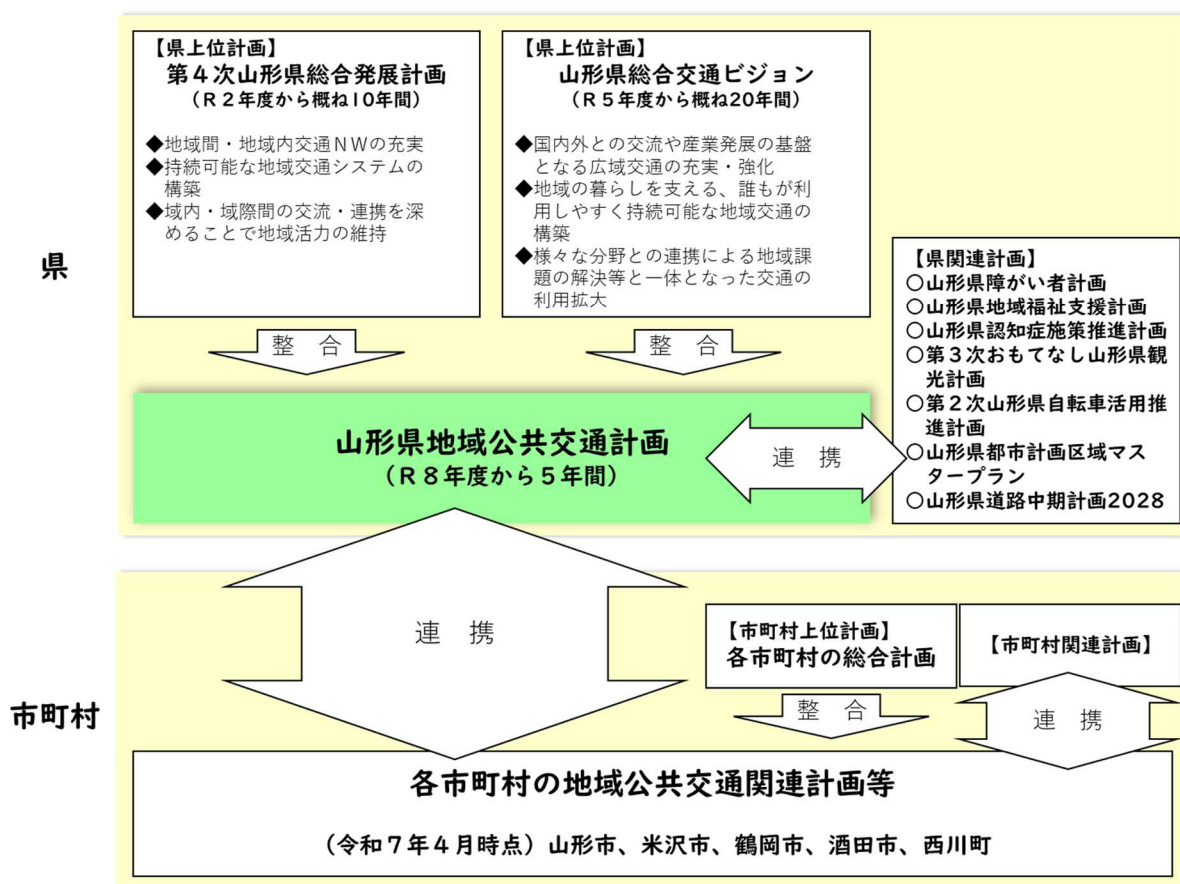 県
【県上位計画】
第4次山形県総合発展計画
(R2年度から概ね10年間)
◆地域間・地域内交通NWの充実
◆持続可能な地域交通システムの
構築
◆域内・域際間の交流・連携を深
めることで地域活力の維持
【県上位計画】
山形県総合交通ビジョン
(R5年度から概ね20年間)
◆国内外との交流や産業発展の基盤
となる広域交通の充実・強化
◆地域の暮らしを支える、誰もが利
用しやすく持続可能な地域交通の
構築
◆様々な分野との連携による地域課
題の解決等と一体となった交通の
利用拡大
整 合
整 合
【県関連計画】
○山形県障がい者計画
○山形県地域福祉支援計画
○山形県認知症施策推進計画
○第3次おもてなし山形県観
光計画
○第2次山形県自転車活用推
進計画
○山形県都市計画区域マス
タープラン
○山形県道路中期計画2028
山形県地域公共交通計画
(R8年度から5年間)
連 携
連 携
市町村
【市町村上位計画】
各市町村の総合計画
【市町村関連計画】
整 合
連 携
各市町村の地域公共交通関連計画等
(令和7年4月時点)山形市、米沢市、鶴岡市、酒田市、西川町